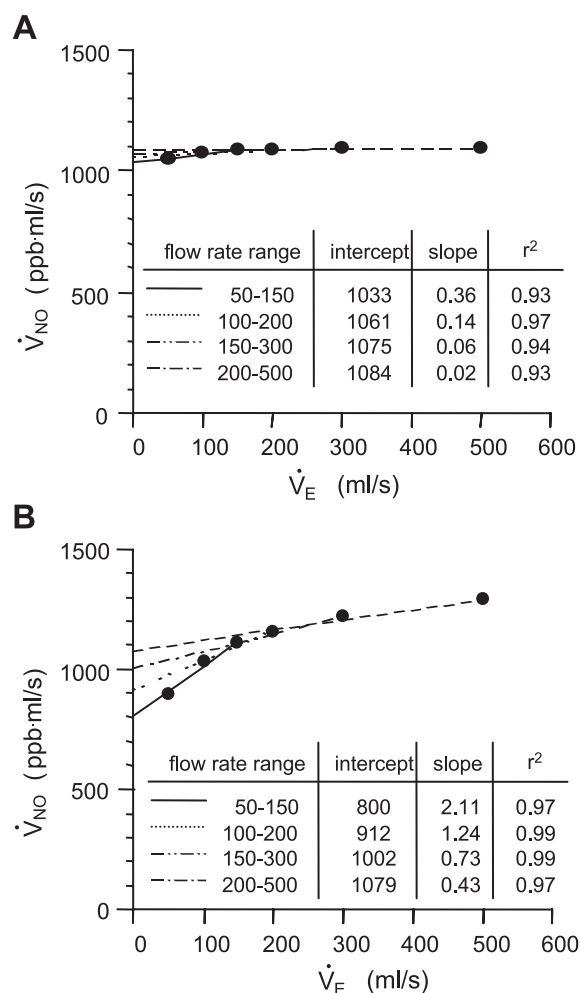 A
1500
1000
500
0
V̇NO (ppb·ml/s)
flow rate range intercept slope r²
50-150 1033 0.36 0.93
100-200 1061 0.14 0.97
150-300 1075 0.06 0.94
200-500 1084 0.02 0.93
0 100 200 300 400 500 600
V̇E (ml/s)
B
1500
1000
500
0
V̇NO (ppb·ml/s)
flow rate range intercept slope r²
50-150 800 2.11 0.97
100-200 912 1.24 0.99
150-300 1002 0.73 0.99
200-500 1079 0.43 0.97
0 100 200 300 400 500 600
V̇E (ml/s)